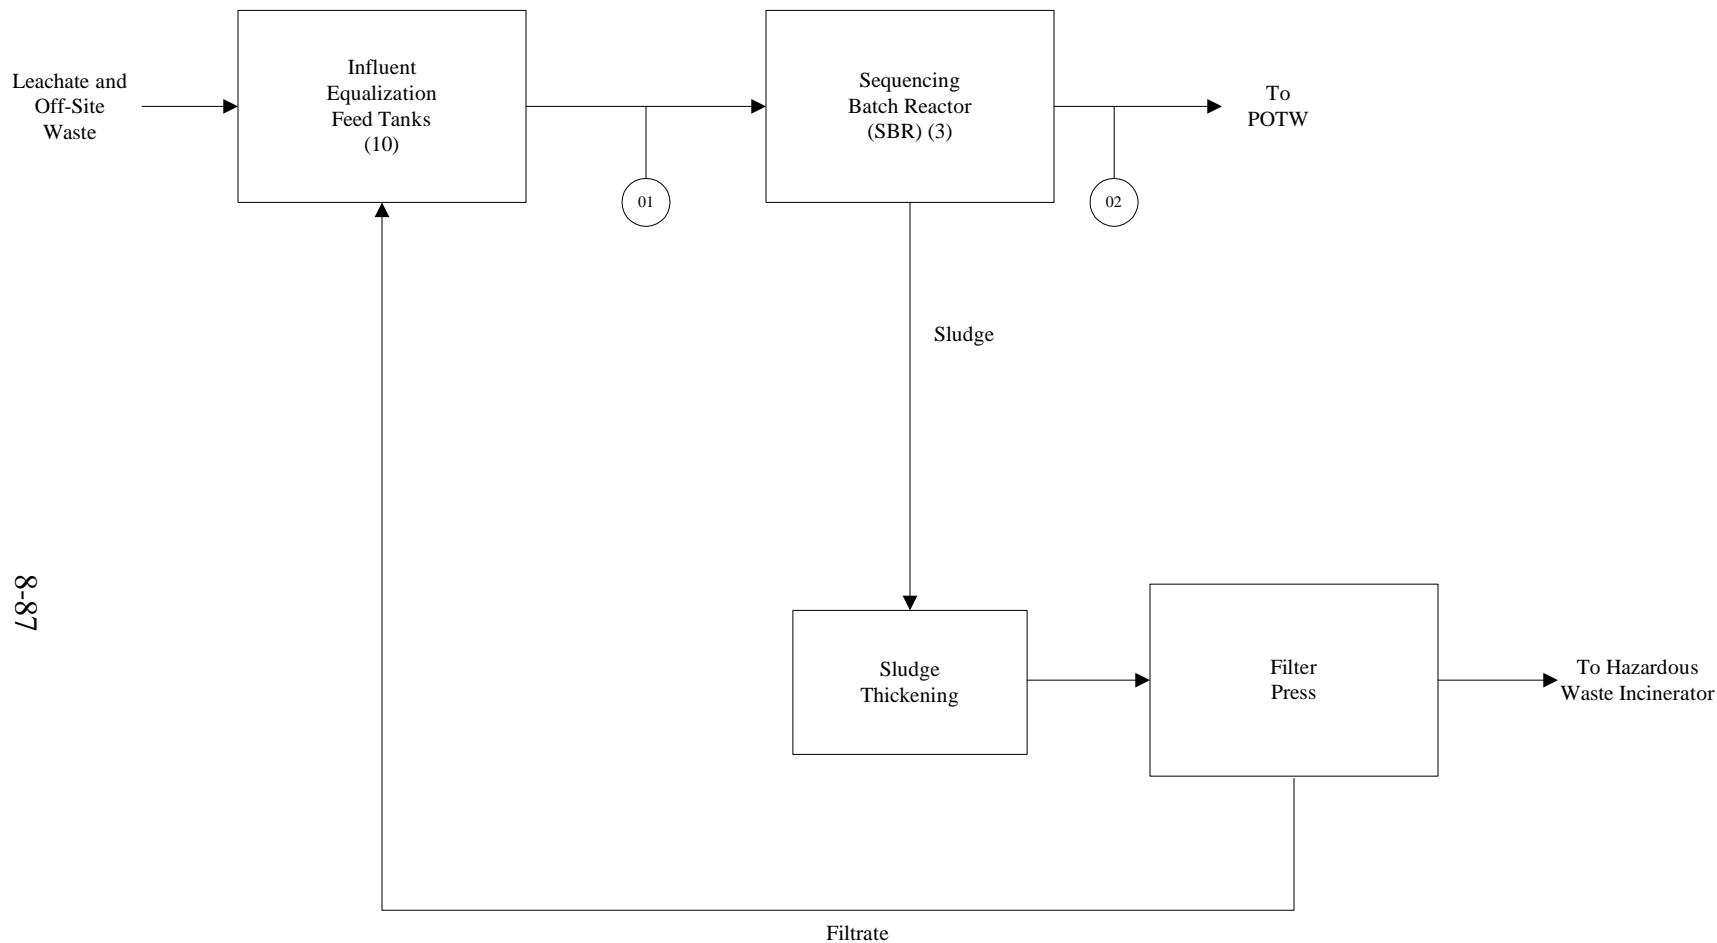 Leachate and
Off-Site
Waste
Influent
Equalization
Feed Tanks
(10)
01
Sequencing
Batch Reactor
(SBR) (3)
02
To
POTW
Sludge
Sludge
Thickening
Filter
Press
To Hazardous
Waste Incinerator
Filtrate
8-87